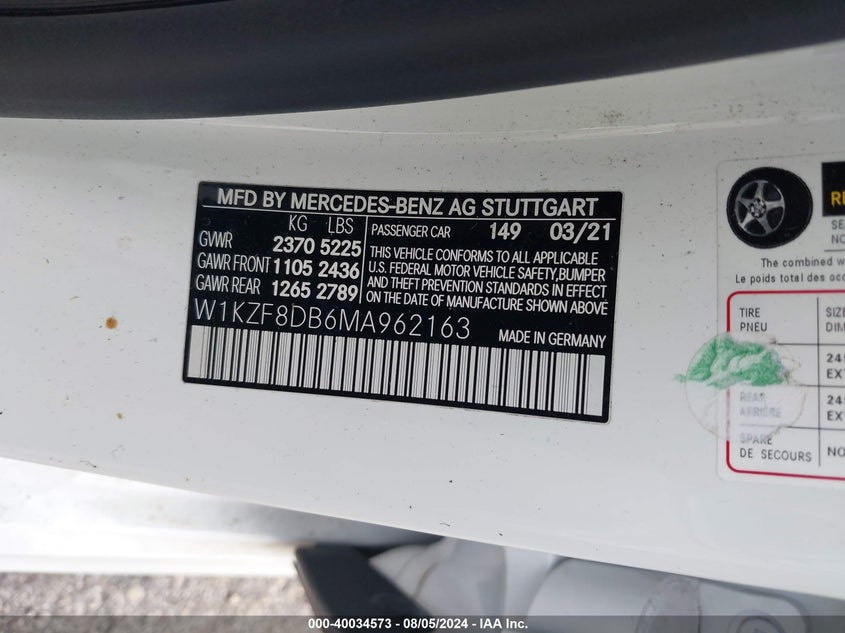 MFD BY MERCEDES-BENZ AG STUTTGART
KG LBS
GVWR 2370 5225
GAWR FRONT 1105 2436
GAWR REAR 1265 2789
PASSENGER CAR 149 03/21
THIS VEHICLE CONFORMS TO ALL APPLICABLE
U.S. FEDERAL MOTOR VEHICLE SAFETY, BUMPER
AND THEFT PREVENTION STANDARDS IN EFFECT
ON THE DATE OF MANUFACTURE SHOWN ABOVE
W1KZF8DB6MA962163
MADE IN GERMANY
The combined
Le poids total des
TIRE
PNEU
REAR
ARRIÈRE
SPARE
DE SECOURS
000-40034573 - 08/05/2024 - © IAA Inc.